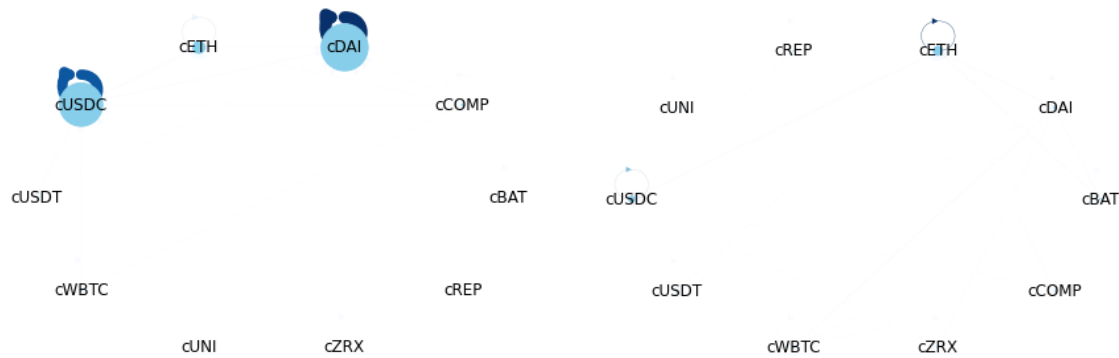 cETH
cDAI
cUSDC
cCOMP
cUSDT
cBAT
cWBTC
cREP
cUNI
cZRX
cREP
cETH
cUNI
cDAI
cUSDC
cBAT
cUSDT
cCOMP
cWBTC
cZRX